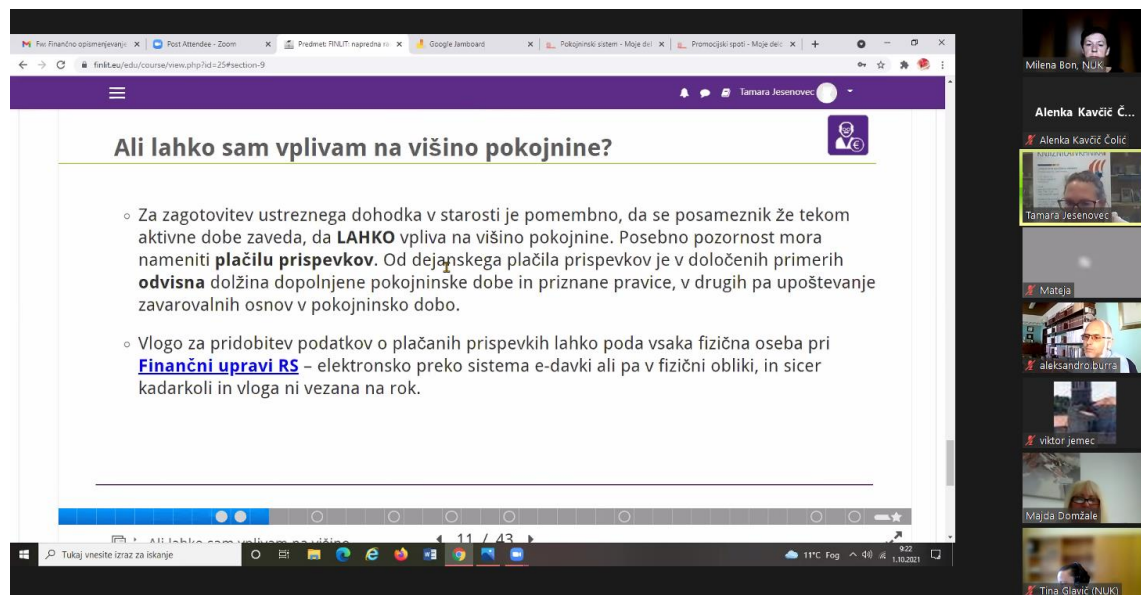 Fw: Finančno opismenjevanje
Post Attendee - Zoom
Predmet: FINLIT: napredna ro
Google Jamboard
Pokojninski sistem - Moje del
Promocijski spoti - Moje delo
finlit.eu/edu/course/view.php?id=25#section-9
Tamara Jesenovec
Ali lahko sam vplivam na višino pokojnine?
Za zagotovitev ustreznega dohodka v starosti je pomembno, da se posameznik že tekom
aktivne dobe zaveda, da LAHKO vpliva na višino pokojnine. Posebno pozornost mora
nameniti plačilu prispevkov. Od dejanskega plačila prispevkov je v določenih primerih
odvisna dolžina dopolnjene pokojninske dobe in priznane pravice, v drugih pa upoštevanje
zavarovalnih osnov v pokojninsko dobo.
Vlogo za pridobitev podatkov o plačanih prispevkih lahko poda vsaka fizična oseba pri
Finančni upravi RS – elektronsko preko sistema e-davki ali pa v fizični obliki, in sicer
kadarkoli in vloga ni vezana na rok.
11 / 43
Tukaj vnesite izraz za iskanje
11°C Fog
9:22
1.10.2021
Milena Bon, NUK
Alenka Kavčič Č...
Alenka Kavčič Čolić
Tamara Jesenovec
Mateja
aleksandro.burra
viktor jemec
Majda Domžale
Tina Glavič (NUK)